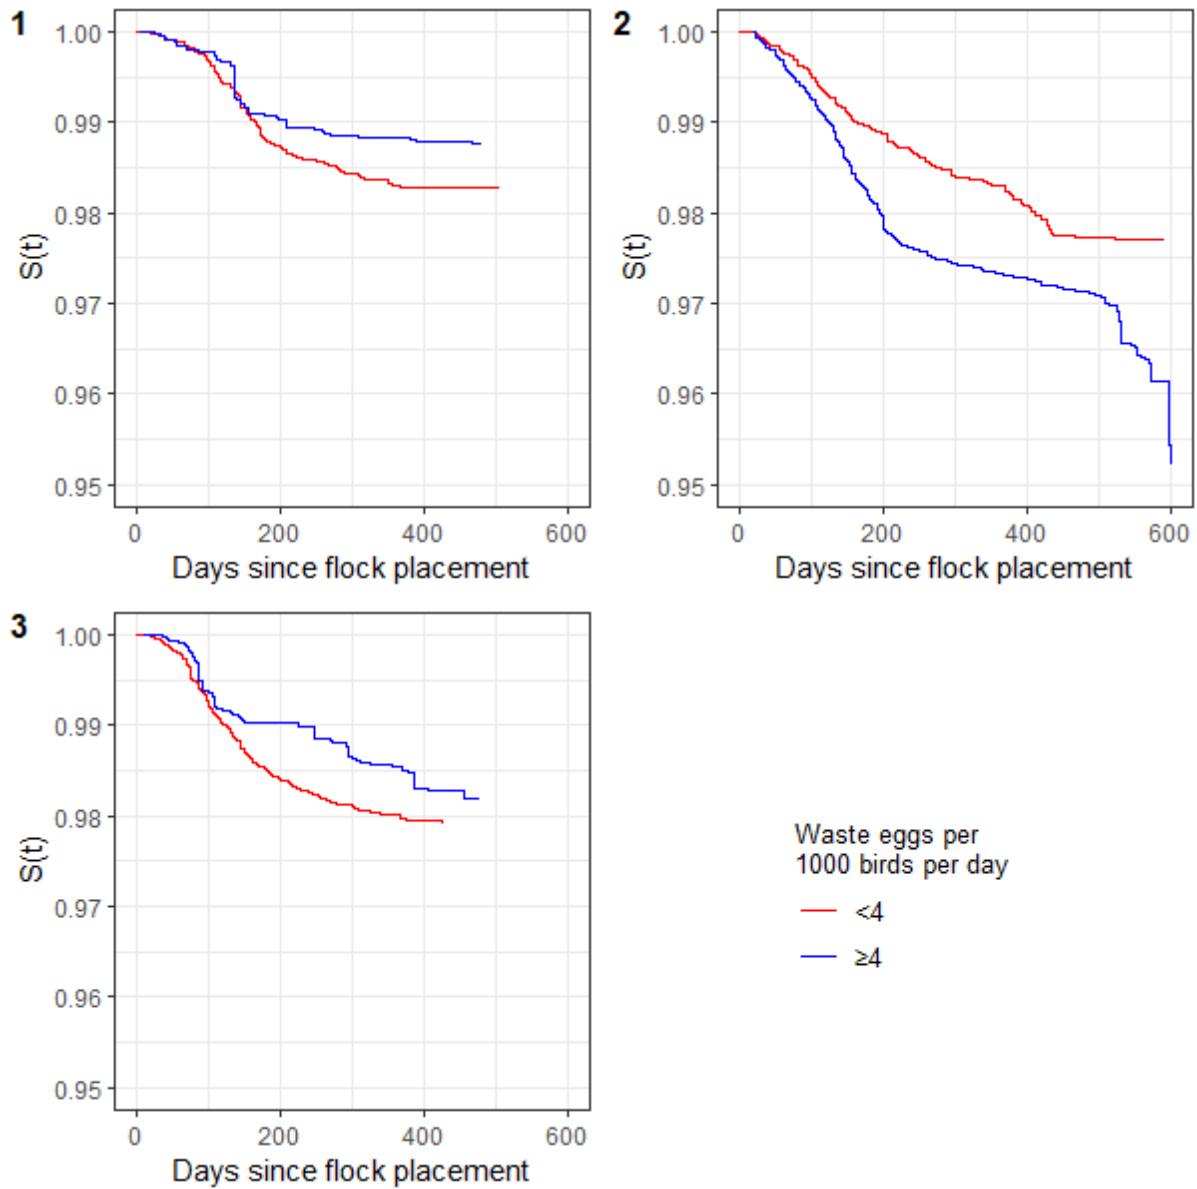 1
1.00
0.99
0.98
0.97
0.96
0.95
S(t)
0 200 400 600
Days since flock placement
2
1.00
0.99
0.98
0.97
0.96
0.95
S(t)
0 200 400 600
Days since flock placement
3
1.00
0.99
0.98
0.97
0.96
0.95
S(t)
0 200 400 600
Days since flock placement
Waste eggs per
1000 birds per day
<4
≥4